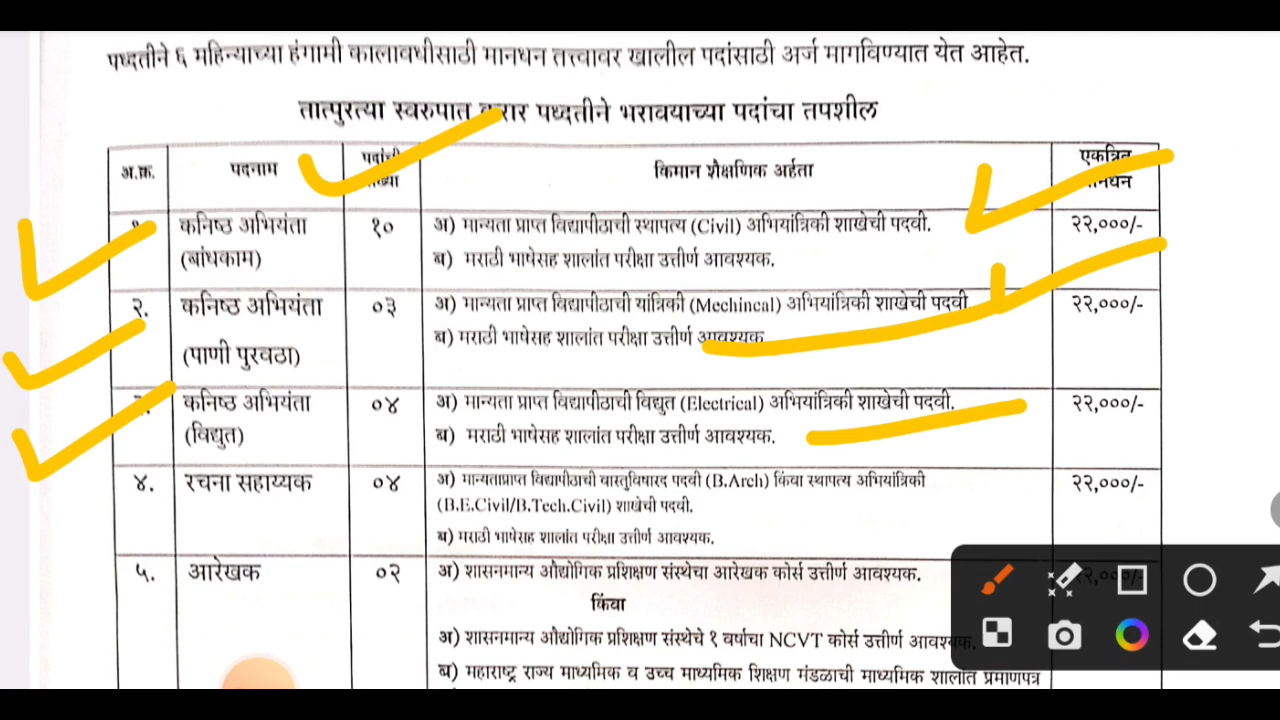 पध्दतीने ६ महिन्याच्या हंगामी कालावधीसाठी मानधन तत्त्वावर खालील पदांसाठी अर्ज मागविण्यात येत आहेत.
तात्पुरत्या स्वरुपात करार पध्दतीने भरावयाच्या पदांचा तपशील
अ.क्र. पदनाम पदांची संख्या किमान शैक्षणिक अर्हता एकत्रित मानधन
कनिष्ठ अभियंता (बांधकाम) १० अ) मान्यता प्राप्त विद्यापीठाची स्थापत्य (Civil) अभियांत्रिकी शाखेची पदवी. २२,०००/-
ब) मराठी भाषेसह शालांत परीक्षा उत्तीर्ण आवश्यक.
२. कनिष्ठ अभियंता (पाणी पुरवठा) ०३ अ) मान्यता प्राप्त विद्यापीठाची यांत्रिकी (Mechincal) अभियांत्रिकी शाखेची पदवी २२,०००/-
ब) मराठी भाषेसह शालांत परीक्षा उत्तीर्ण आवश्यक
कनिष्ठ अभियंता (विद्युत) ०४ अ) मान्यता प्राप्त विद्यापीठाची विद्युत (Electrical) अभियांत्रिकी शाखेची पदवी. २२,०००/-
ब) मराठी भाषेसह शालांत परीक्षा उत्तीर्ण आवश्यक.
४. रचना सहाय्यक ०४ अ) मान्यताप्राप्त विद्यापीठाची वास्तुविषारद पदवी (B.Arch) किंवा स्थापत्य अभियांत्रिकी २२,०००/-
(B.E.Civil/B.Tech.Civil) शाखेची पदवी.
ब) मराठी भाषेसह शालांत परीक्षा उत्तीर्ण आवश्यक.
५. आरेखक ०२ अ) शासनमान्य औद्योगिक प्रशिक्षण संस्थेचा आरेखक कोर्स उत्तीर्ण आवश्यक.
किंवा
अ) शासनमान्य औद्योगिक प्रशिक्षण संस्थेचे १ वर्षाचा NCVT कोर्स उत्तीर्ण आवश्यक.
ब) महाराष्ट्र राज्य माध्यमिक व उच्च माध्यमिक शिक्षण मंडळाची माध्यमिक शालांत प्रमाणपत्र